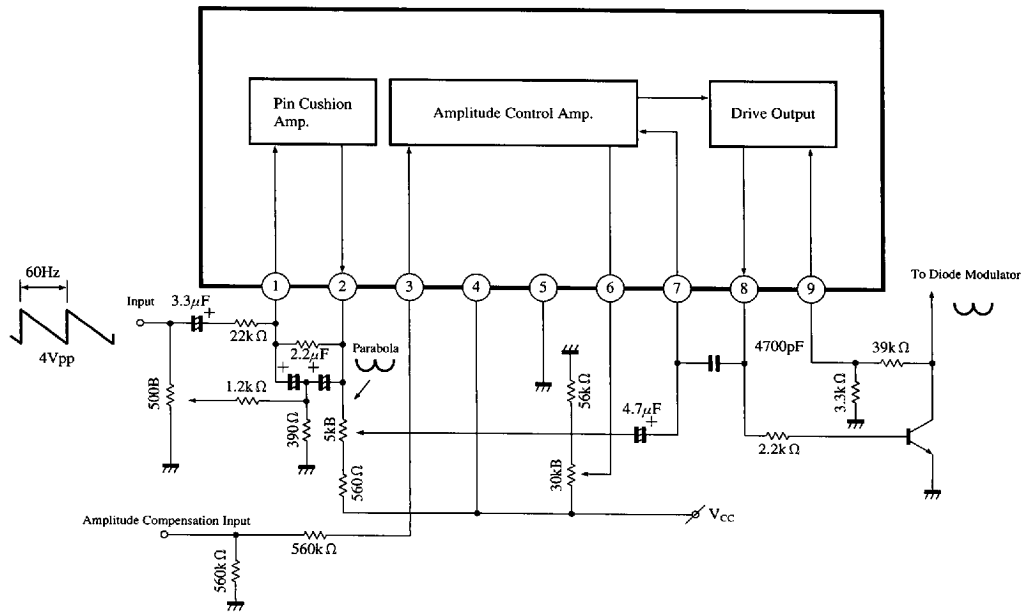 Pin Cushion
Amp.
Amplitude Control Amp.
Drive Output
1
2
3
4
5
6
7
8
9
60Hz
4Vpp
Input
3.3μF
+
22kΩ
2.2μF
+
+
Parabola
500B
1.2kΩ
390Ω
5kB
560Ω
56kΩ
30kB
4.7μF
+
4700pF
39kΩ
3.3kΩ
2.2kΩ
To Diode Modulator
VCC
Amplitude Compensation Input
560kΩ
560kΩ